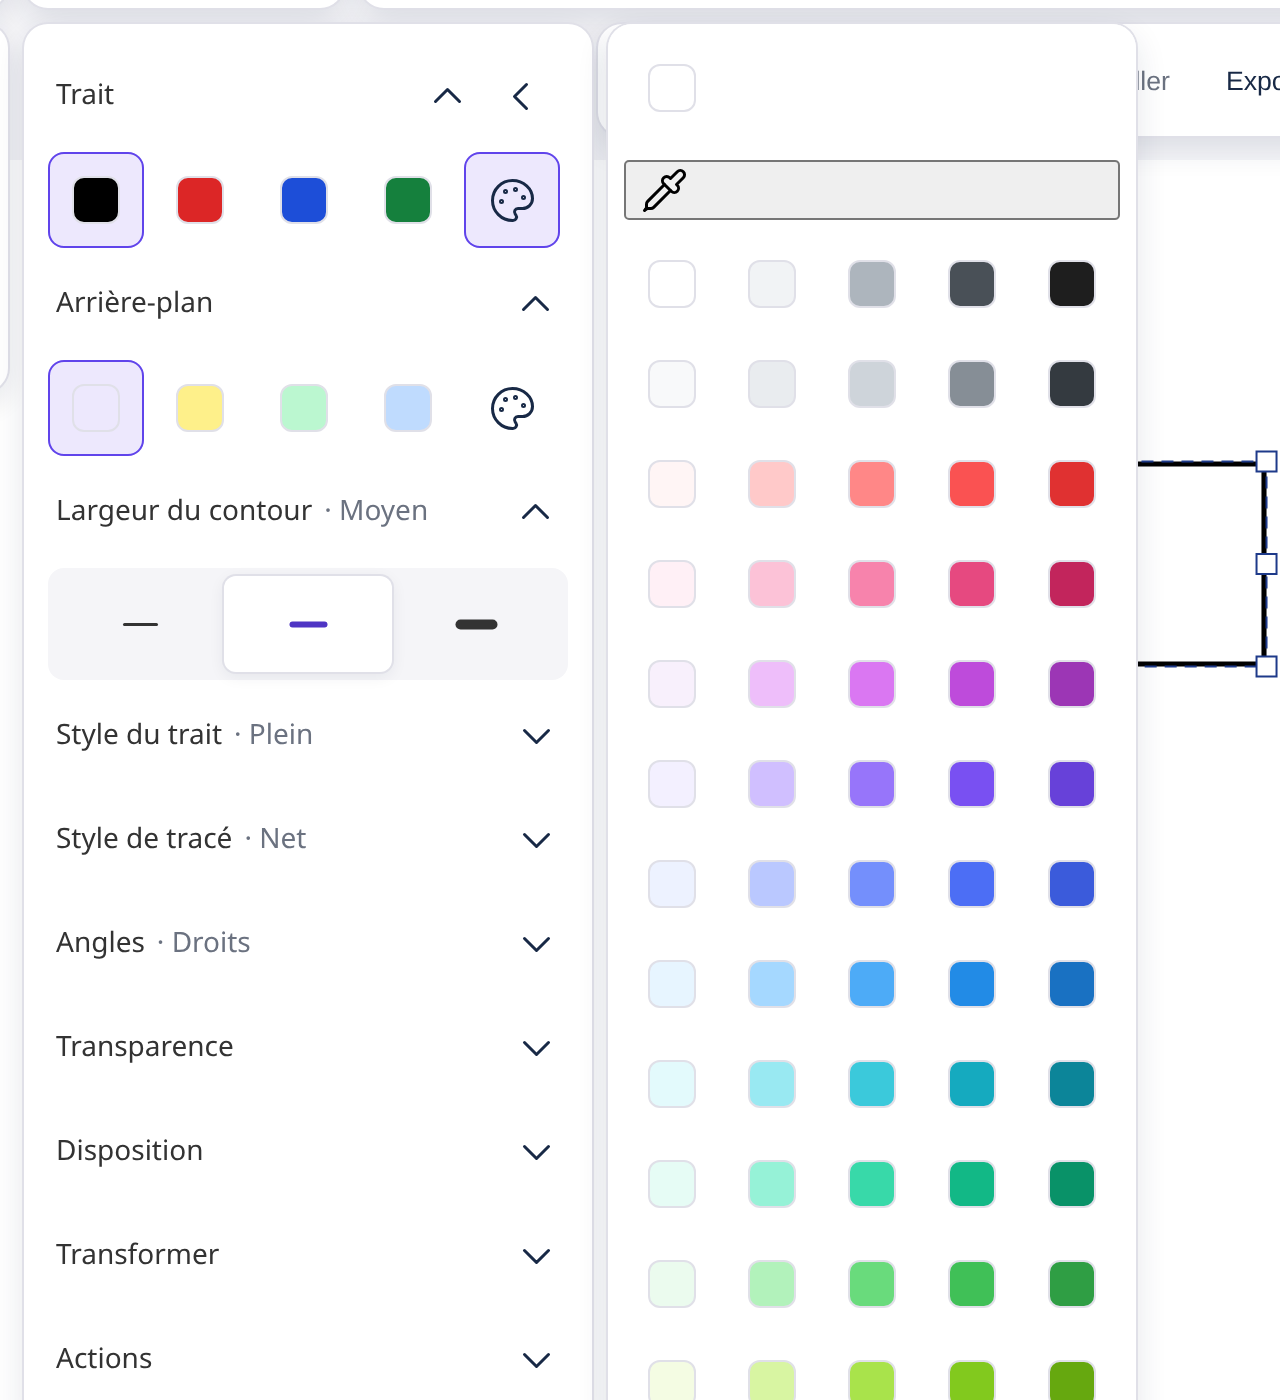 Trait
Arrière-plan
Largeur du contour · Moyen
Style du trait · Plein
Style de tracé · Net
Angles · Droits
Transparence
Disposition
Transformer
Actions